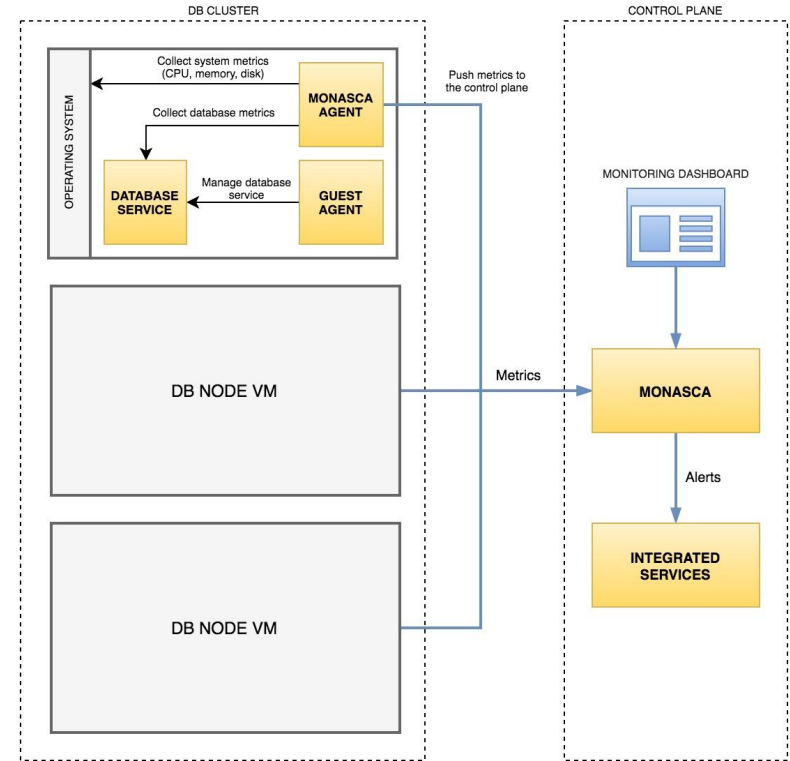 DB CLUSTER
CONTROL PLANE
Collect system metrics
(CPU, memory, disk)
MONASCA
AGENT
Push metrics to
the control plane
Collect database metrics
OPERATING SYSTEM
DATABASE
SERVICE
Manage database
service
GUEST
AGENT
MONITORING DASHBOARD
DB NODE VM
Metrics
MONASCA
Alerts
INTEGRATED
SERVICES
DB NODE VM